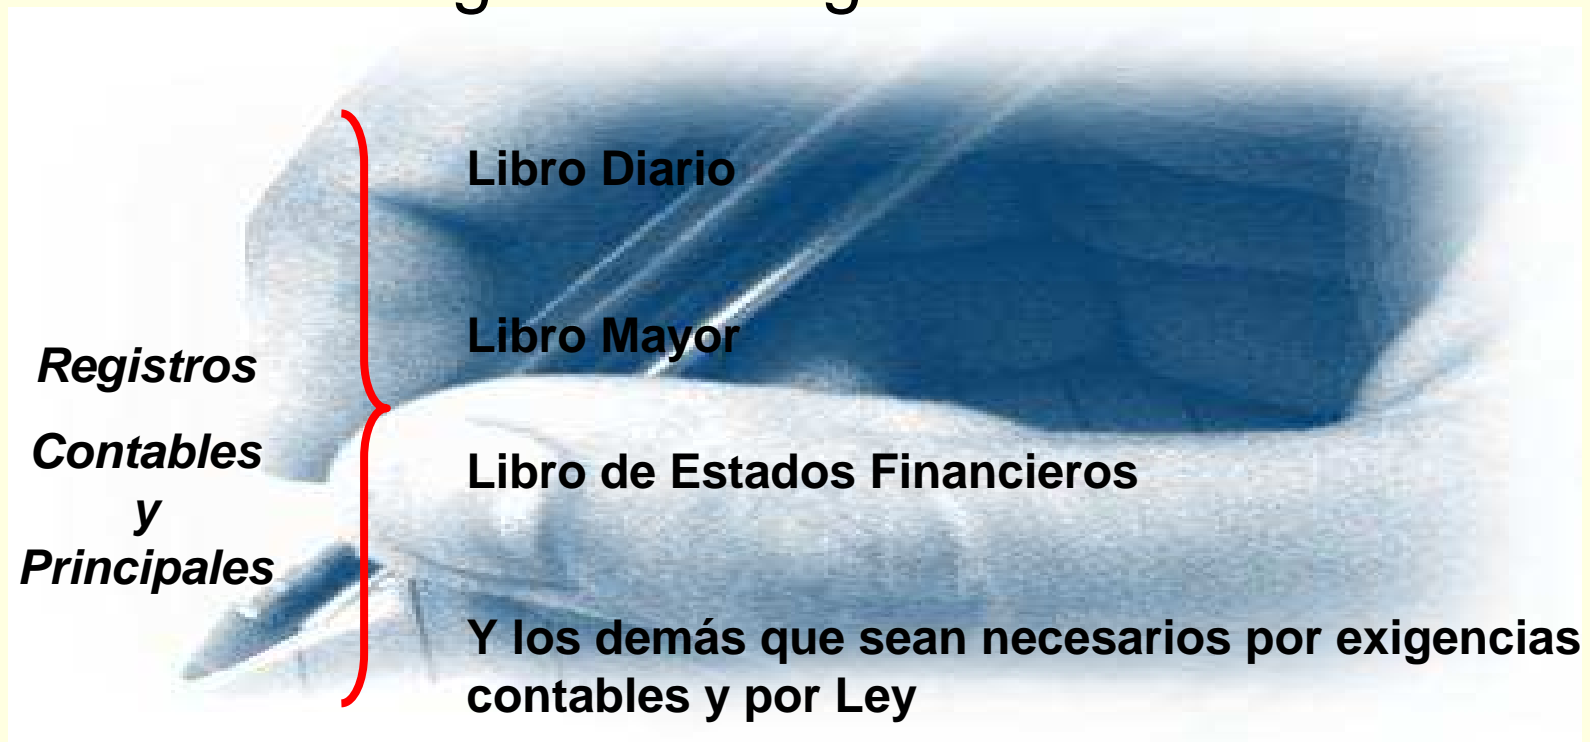 Registros
Contables
y
Principales
Libro Diario
Libro Mayor
Libro de Estados Financieros
Y los demás que sean necesarios por exigencias
contables y por Ley